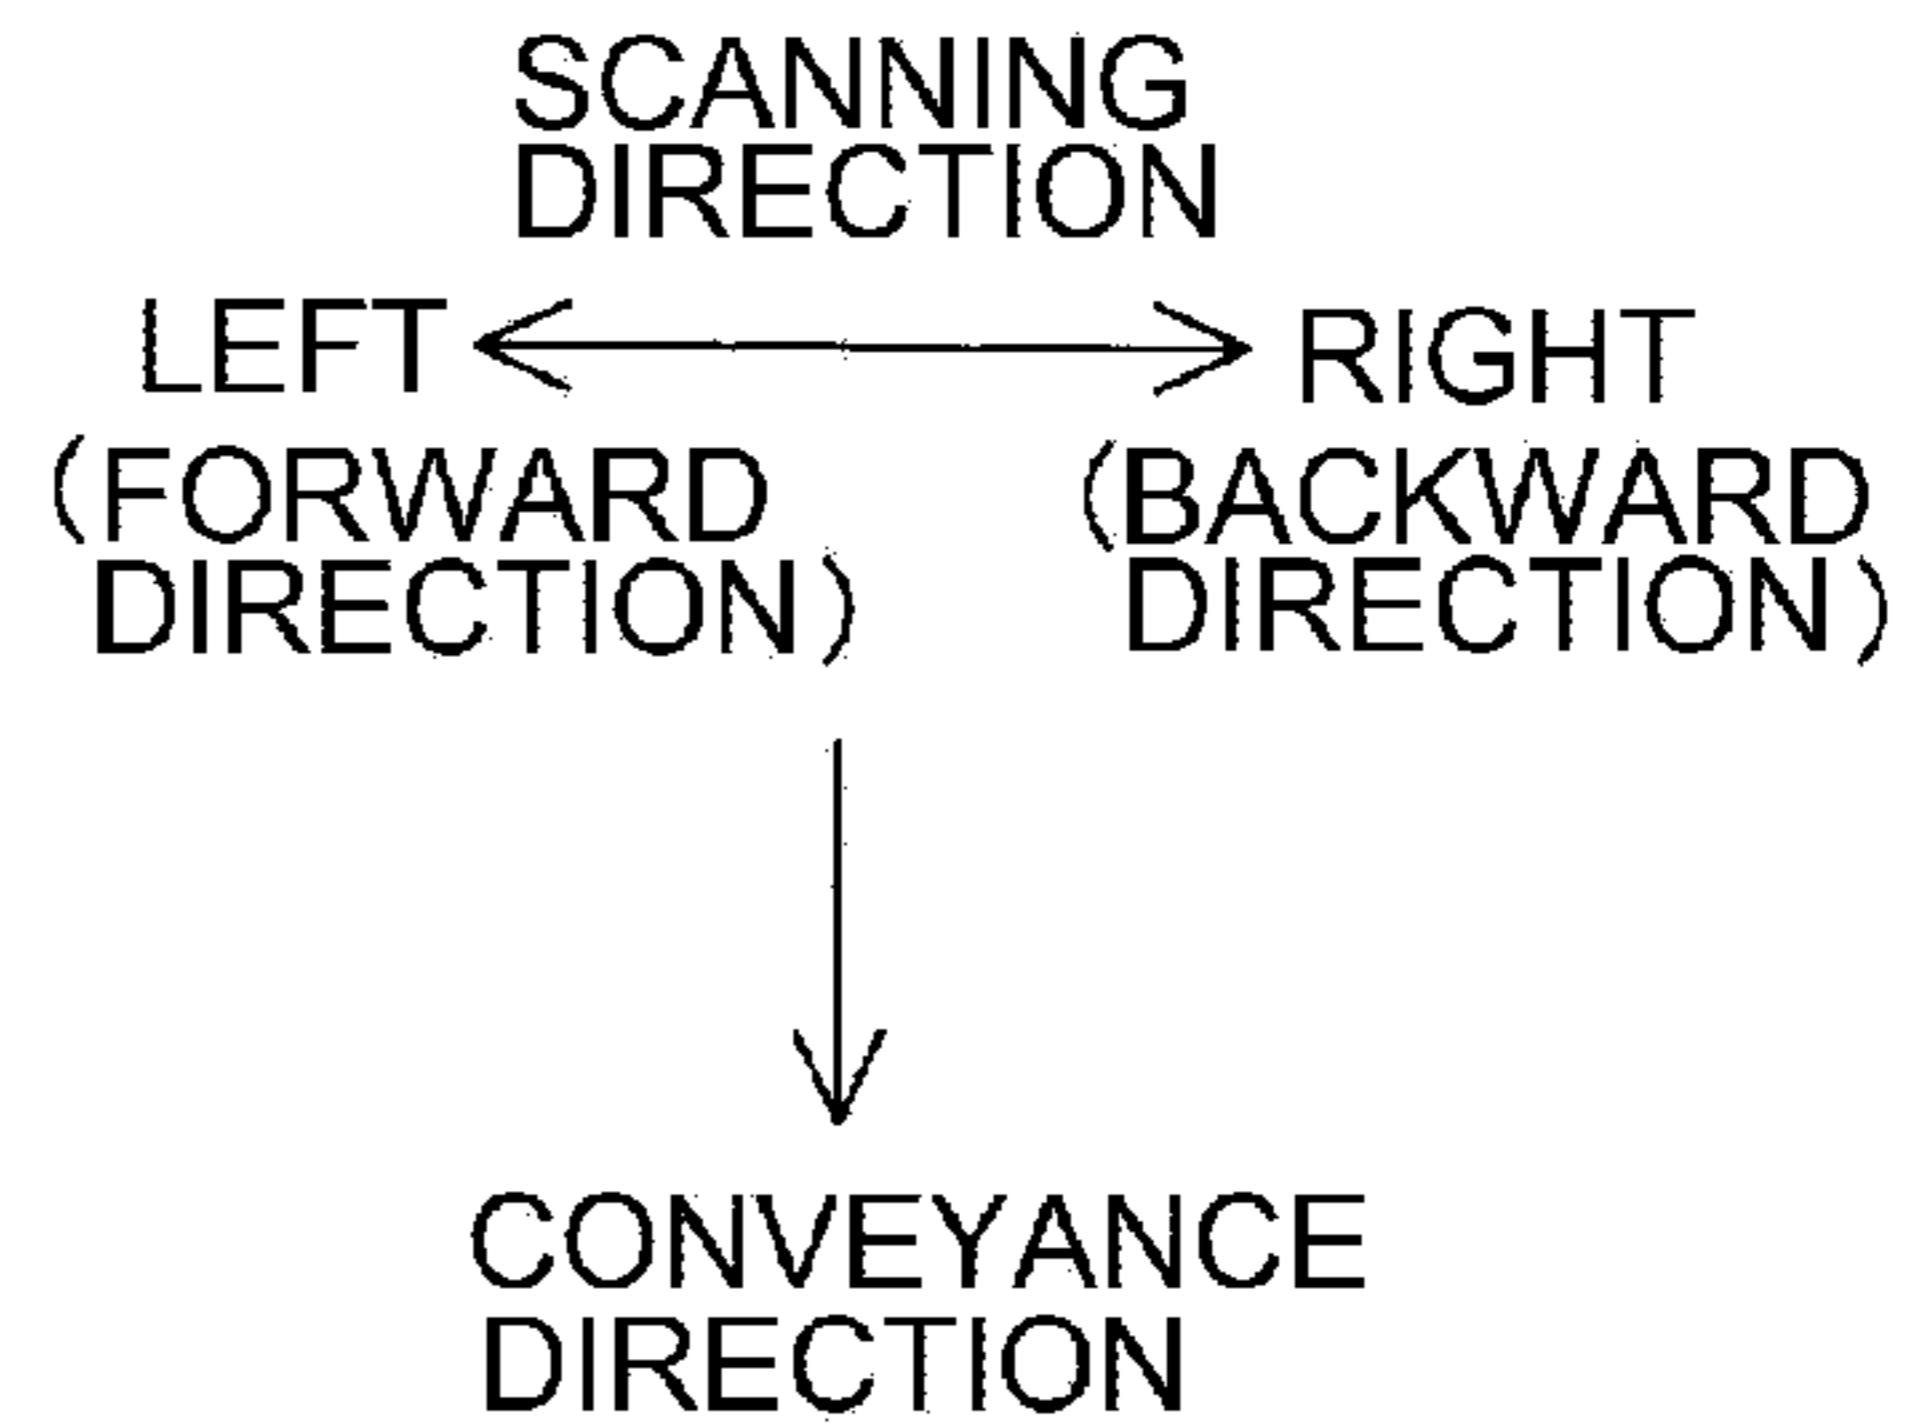 SCANNING
DIRECTION
LEFT RIGHT
(FORWARD
DIRECTION)
(BACKWARD
DIRECTION)
CONVEYANCE
DIRECTION